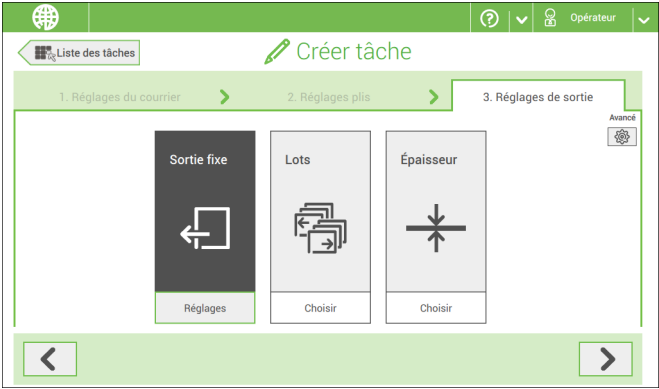 Opérateur
Liste des tâches
Créer tâche
1. Réglages du courrier
2. Réglages plis
3. Réglages de sortie
Avancé
Sortie fixe
Lots
Épaisseur
Réglages
Choisir
Choisir